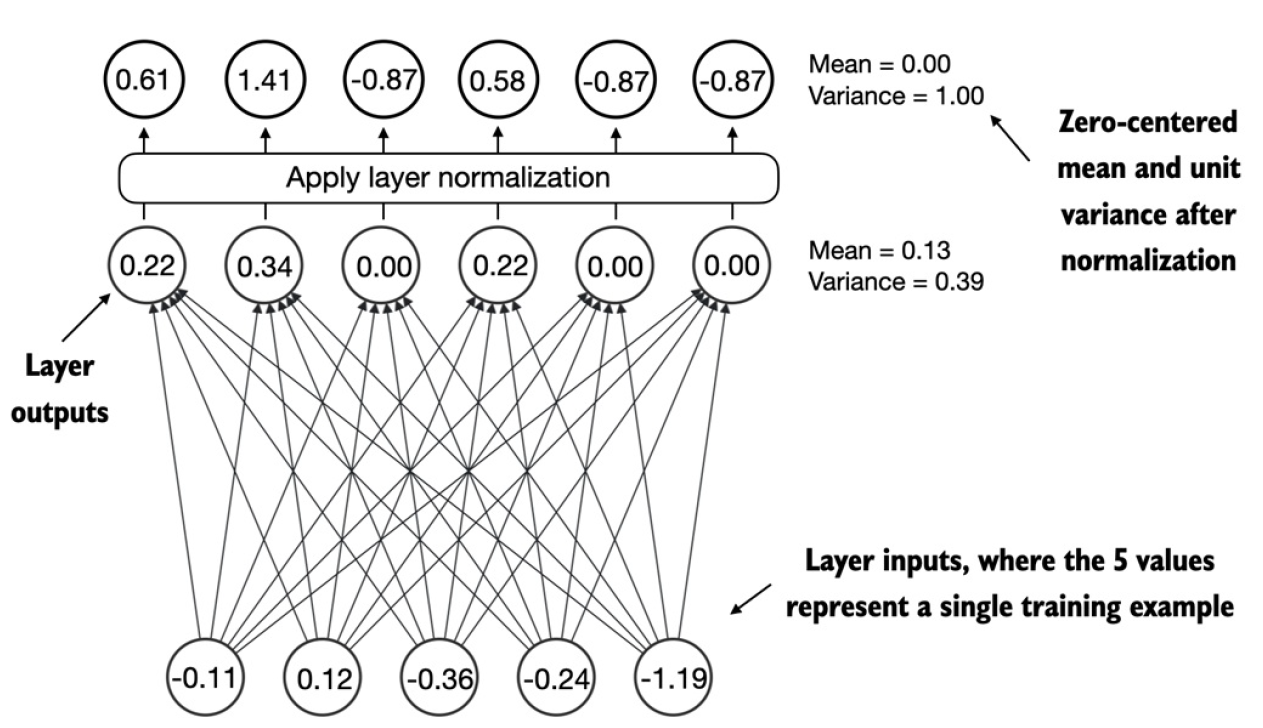 0.61 1.41 -0.87 0.58 -0.87 -0.87
Mean = 0.00
Variance = 1.00
Zero-centered
mean and unit
variance after
normalization
Apply layer normalization
0.22 0.34 0.00 0.22 0.00 0.00
Mean = 0.13
Variance = 0.39
Layer
outputs
Layer inputs, where the 5 values
represent a single training example
-0.11 0.12 -0.36 -0.24 -1.19